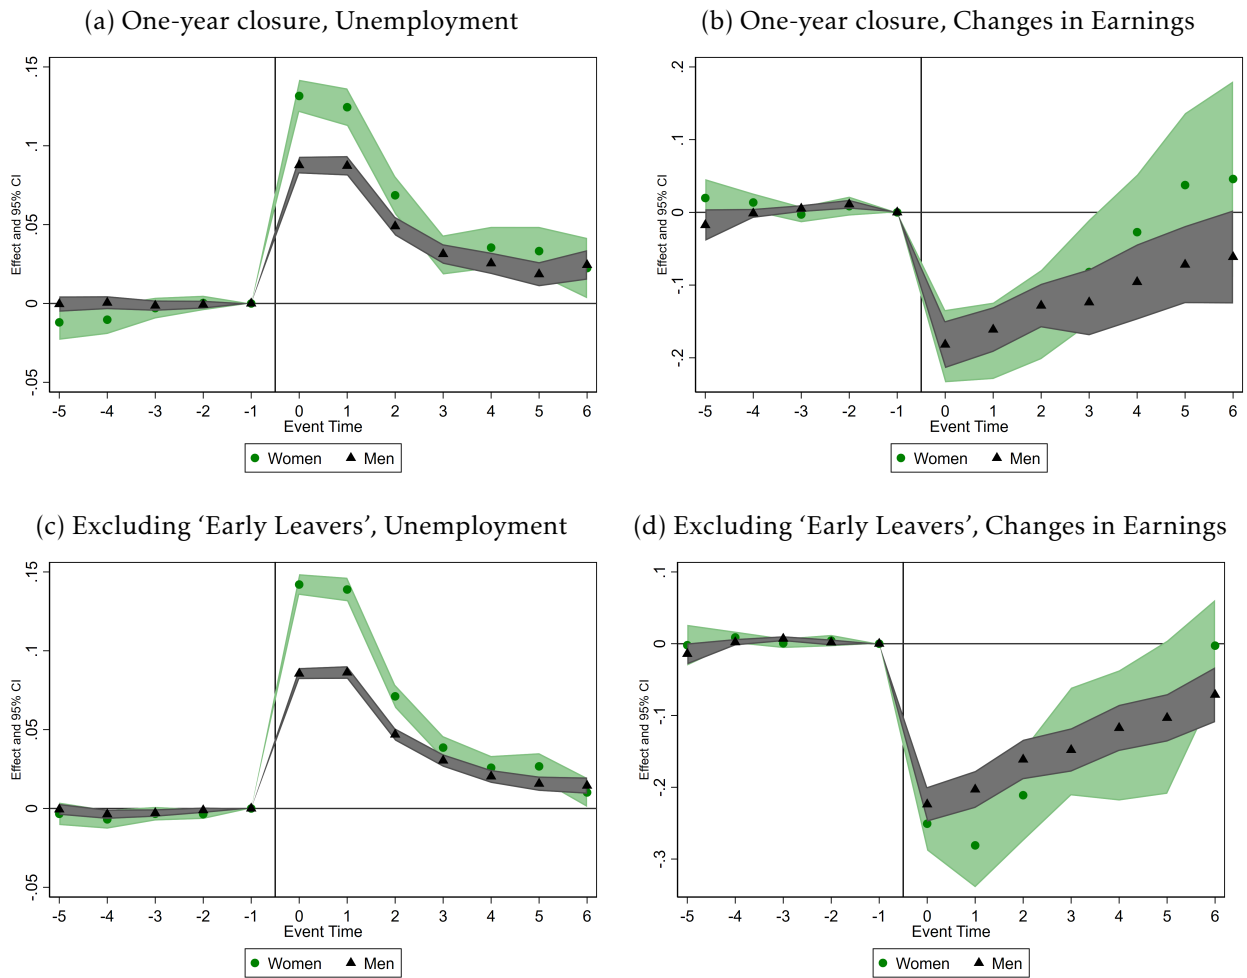 (a) One-year closure, Unemployment
Effect and 95% CI
.15
.1
.05
0
-.05
-5 -4 -3 -2 -1 0 1 2 3 4 5 6
Event Time
Women Men
(b) One-year closure, Changes in Earnings
Effect and 95% CI
.2
.1
0
-.1
-.2
-5 -4 -3 -2 -1 0 1 2 3 4 5 6
Event Time
Women Men
(c) Excluding ‘Early Leavers’, Unemployment
Effect and 95% CI
.15
.1
.05
0
-.05
-5 -4 -3 -2 -1 0 1 2 3 4 5 6
Event Time
Women Men
(d) Excluding ‘Early Leavers’, Changes in Earnings
Effect and 95% CI
.1
0
-.1
-.2
-.3
-5 -4 -3 -2 -1 0 1 2 3 4 5 6
Event Time
Women Men